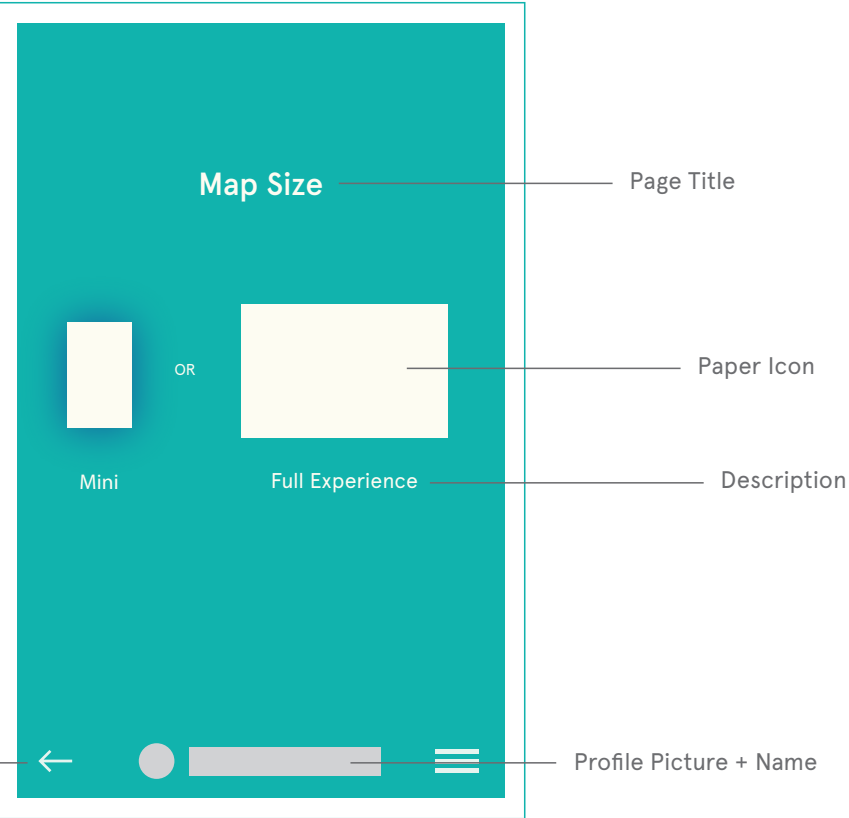 Map Size
Page Title
OR
Paper Icon
Mini
Full Experience
Description
Profile Picture + Name